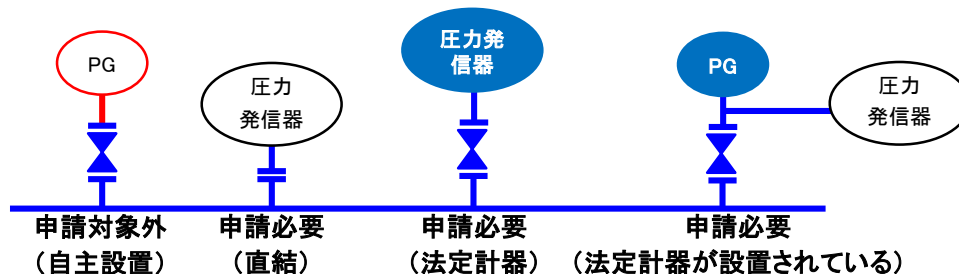 PG
圧力
発信器
圧力発
信器
PG
圧力
発信器
申請対象外
（自主設置）
申請必要
（直結）
申請必要
（法定計器）
申請必要
（法定計器が設置されている）